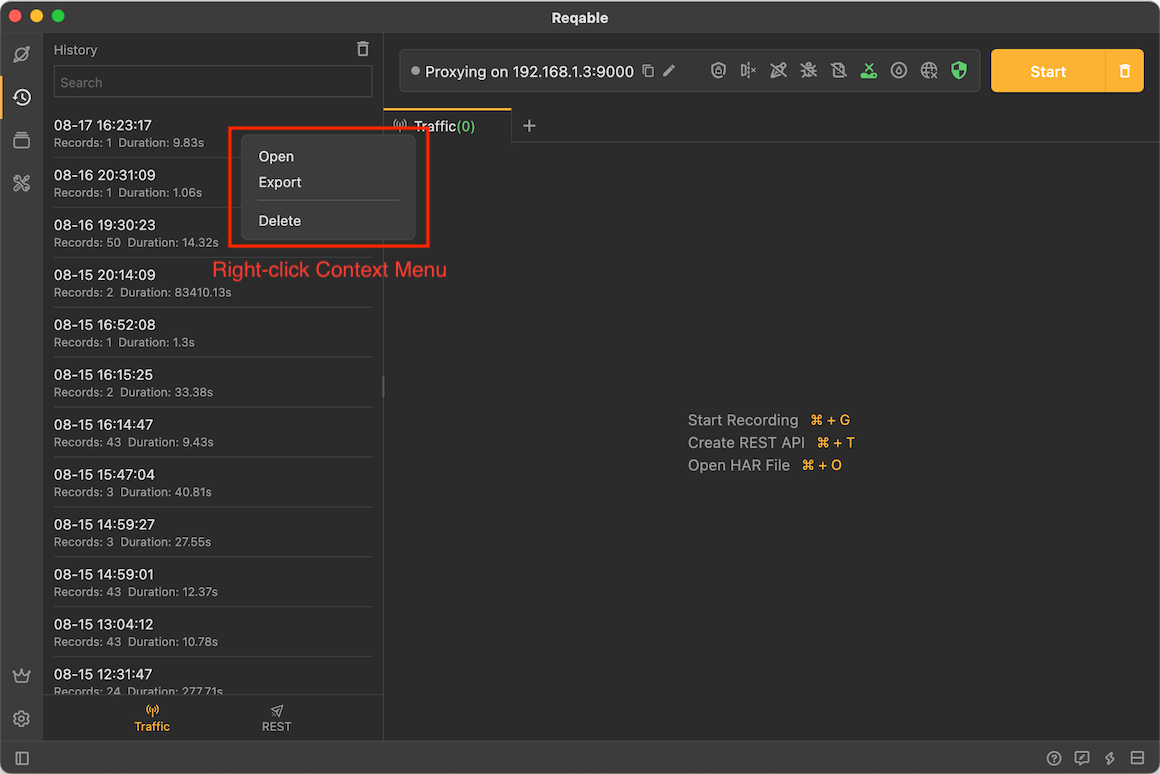 Reqable
History
Search
08-17 16:23:17
Records: 1 Duration: 9.83s
08-16 20:31:09
Records: 1 Duration: 1.06s
08-16 19:30:23
Records: 50 Duration: 14.32s
08-15 20:14:09
Records: 2 Duration: 83410.13s
08-15 16:52:08
Records: 1 Duration: 1.3s
08-15 16:15:25
Records: 2 Duration: 33.38s
08-15 16:14:47
Records: 43 Duration: 9.43s
08-15 15:47:04
Records: 3 Duration: 40.81s
08-15 14:59:27
Records: 3 Duration: 27.55s
08-15 14:59:01
Records: 43 Duration: 12.37s
08-15 13:04:12
Records: 43 Duration: 10.78s
08-15 12:31:47
Records: 24 Duration: 277.71s
Traffic
REST
Open
Export
Delete
Right-click Context Menu
Proxying on 192.168.1.3:9000
Start
Traffic(0)
Start Recording ⌘ + G
Create REST API ⌘ + T
Open HAR File ⌘ + O